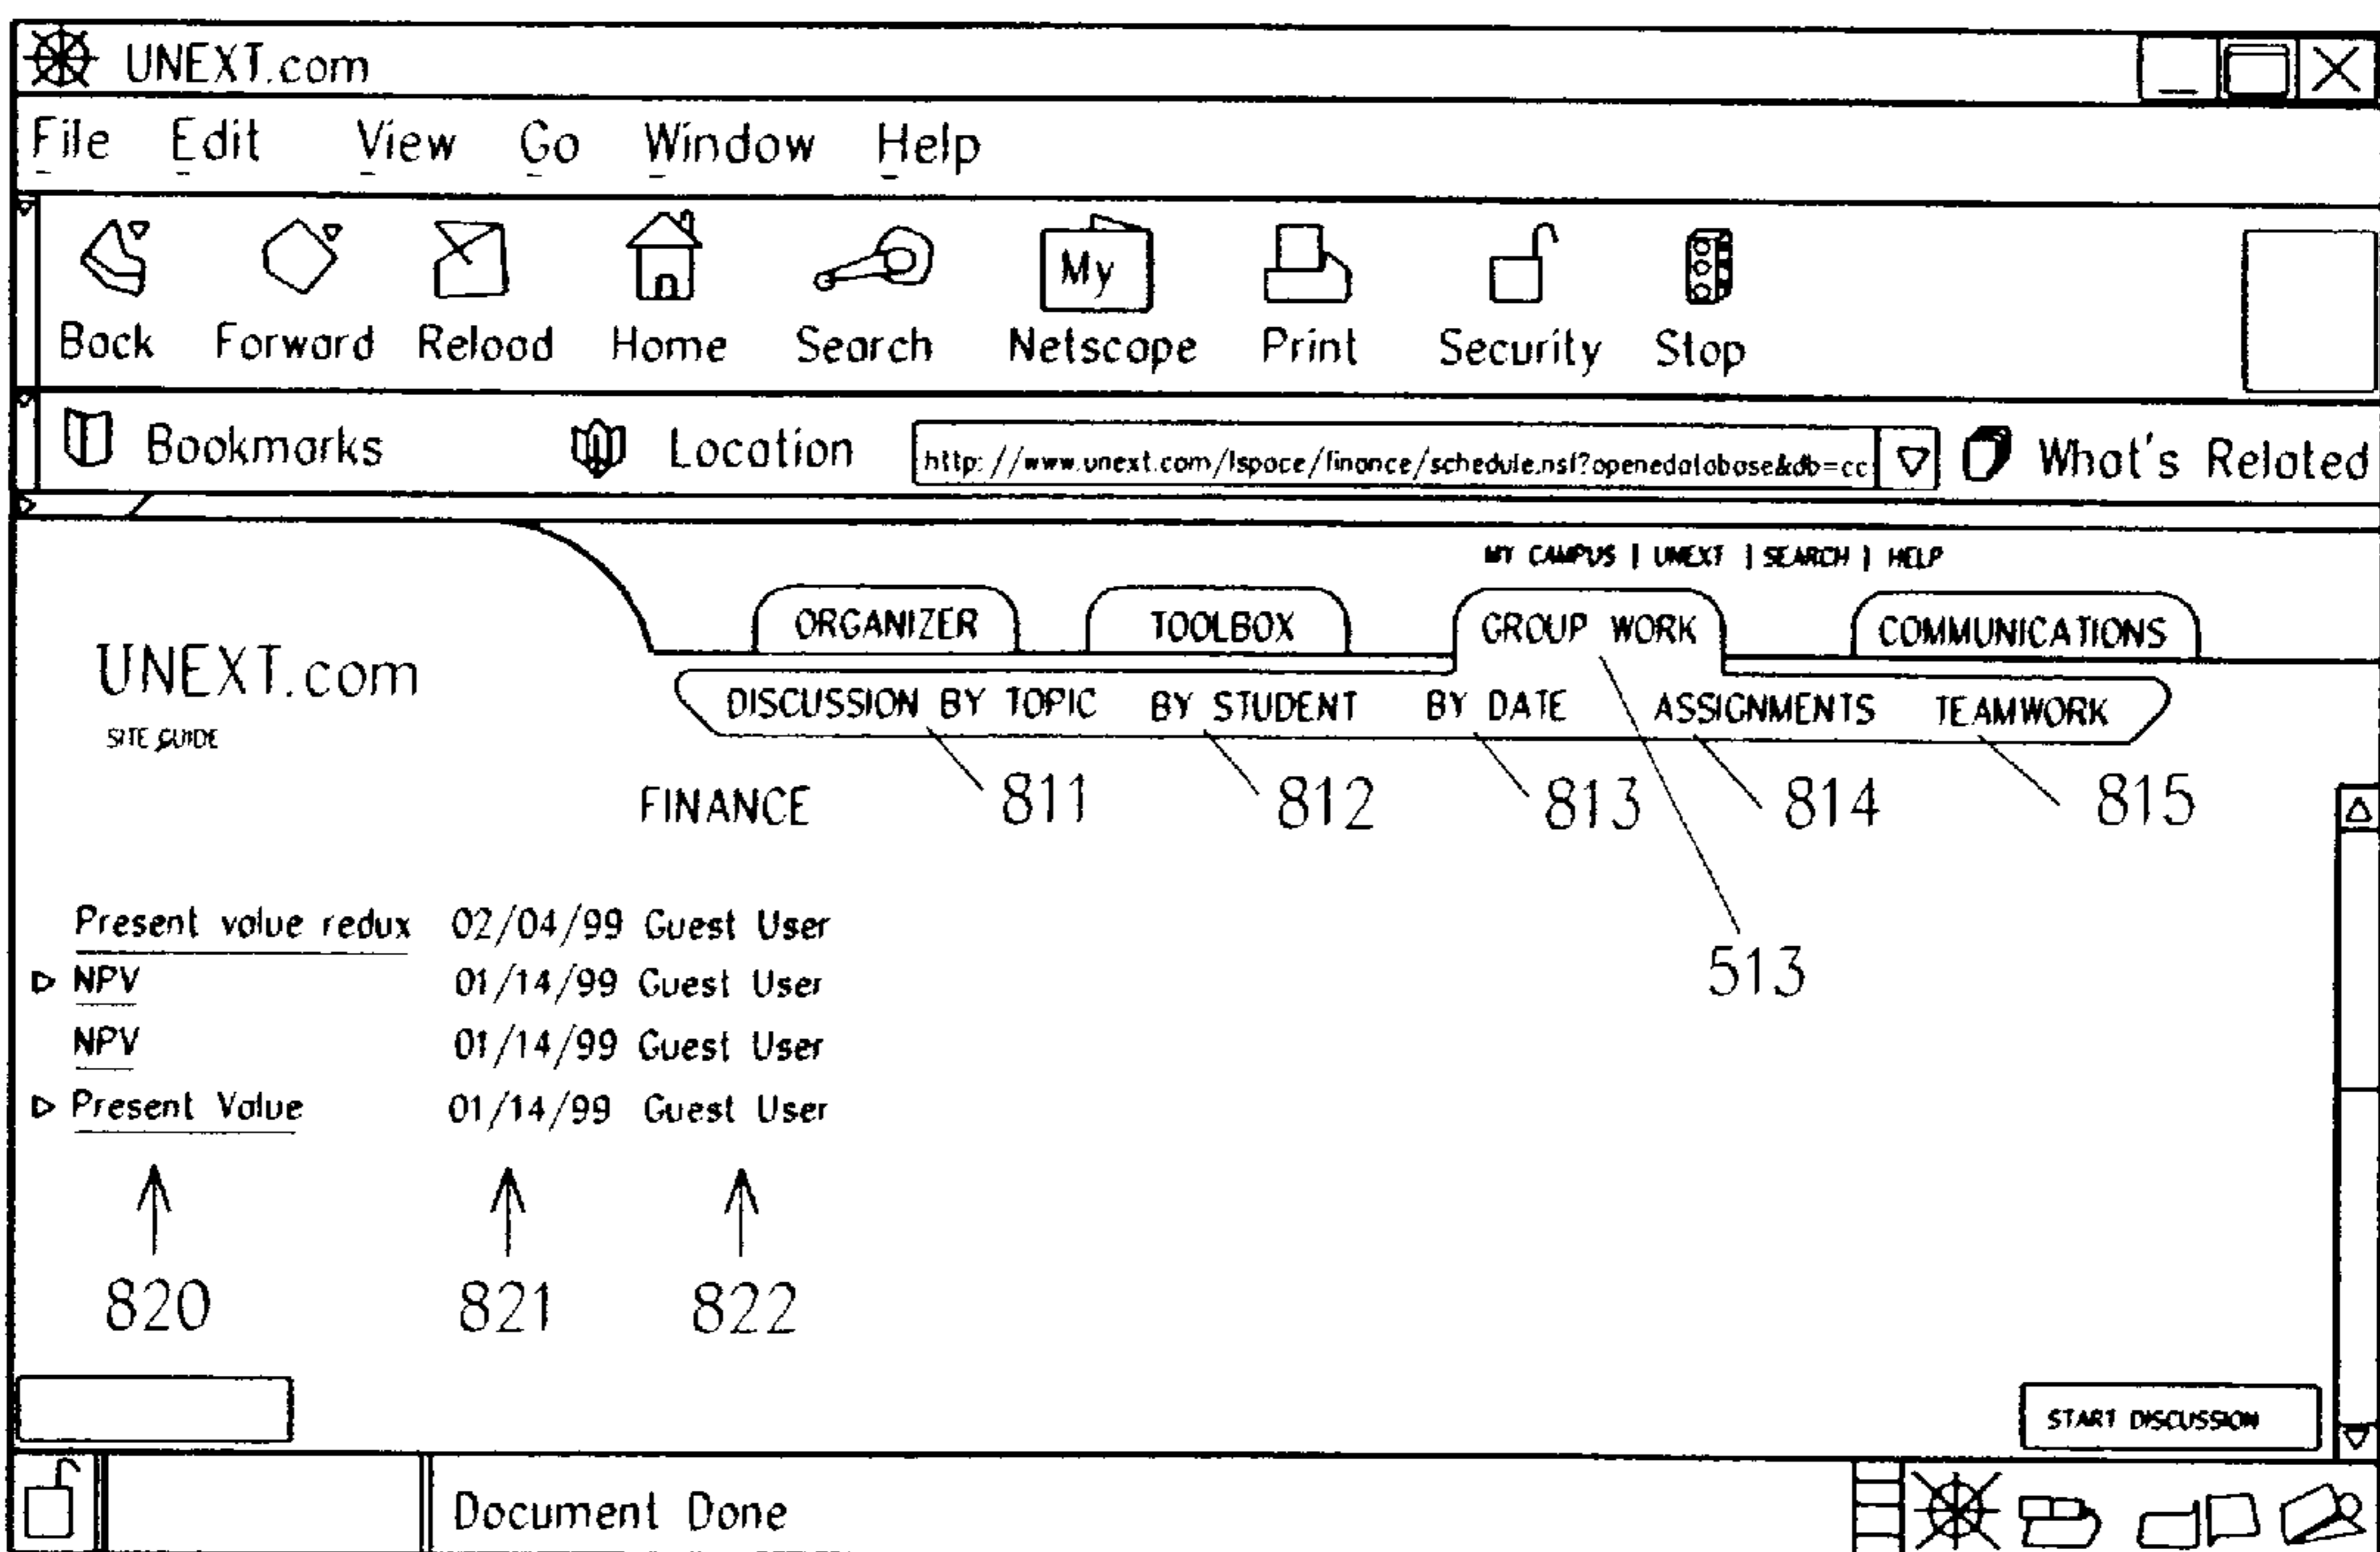 UNEXT.com
File Edit View Go Window Help
My
Back Forward Reload Home Search Netscape Print Security Stop
Bookmarks Location http://www.unext.com/lspace/finance/schedule.nsf?openedatabase&db=cc What's Related
MY CAMPUS | UNEXT | SEARCH | HELP
ORGANIZER TOOLBOX GROUP WORK COMMUNICATIONS
UNEXT.com
DISCUSSION BY TOPIC BY STUDENT BY DATE ASSIGNMENTS TEAMWORK
SITE GUIDE
FINANCE 811 812 813 814 815
Present value redux 02/04/99 Guest User
513
NPV 01/14/99 Guest User
NPV 01/14/99 Guest User
Present Value 01/14/99 Guest User
820 821 822
START DISCUSSION
Document Done